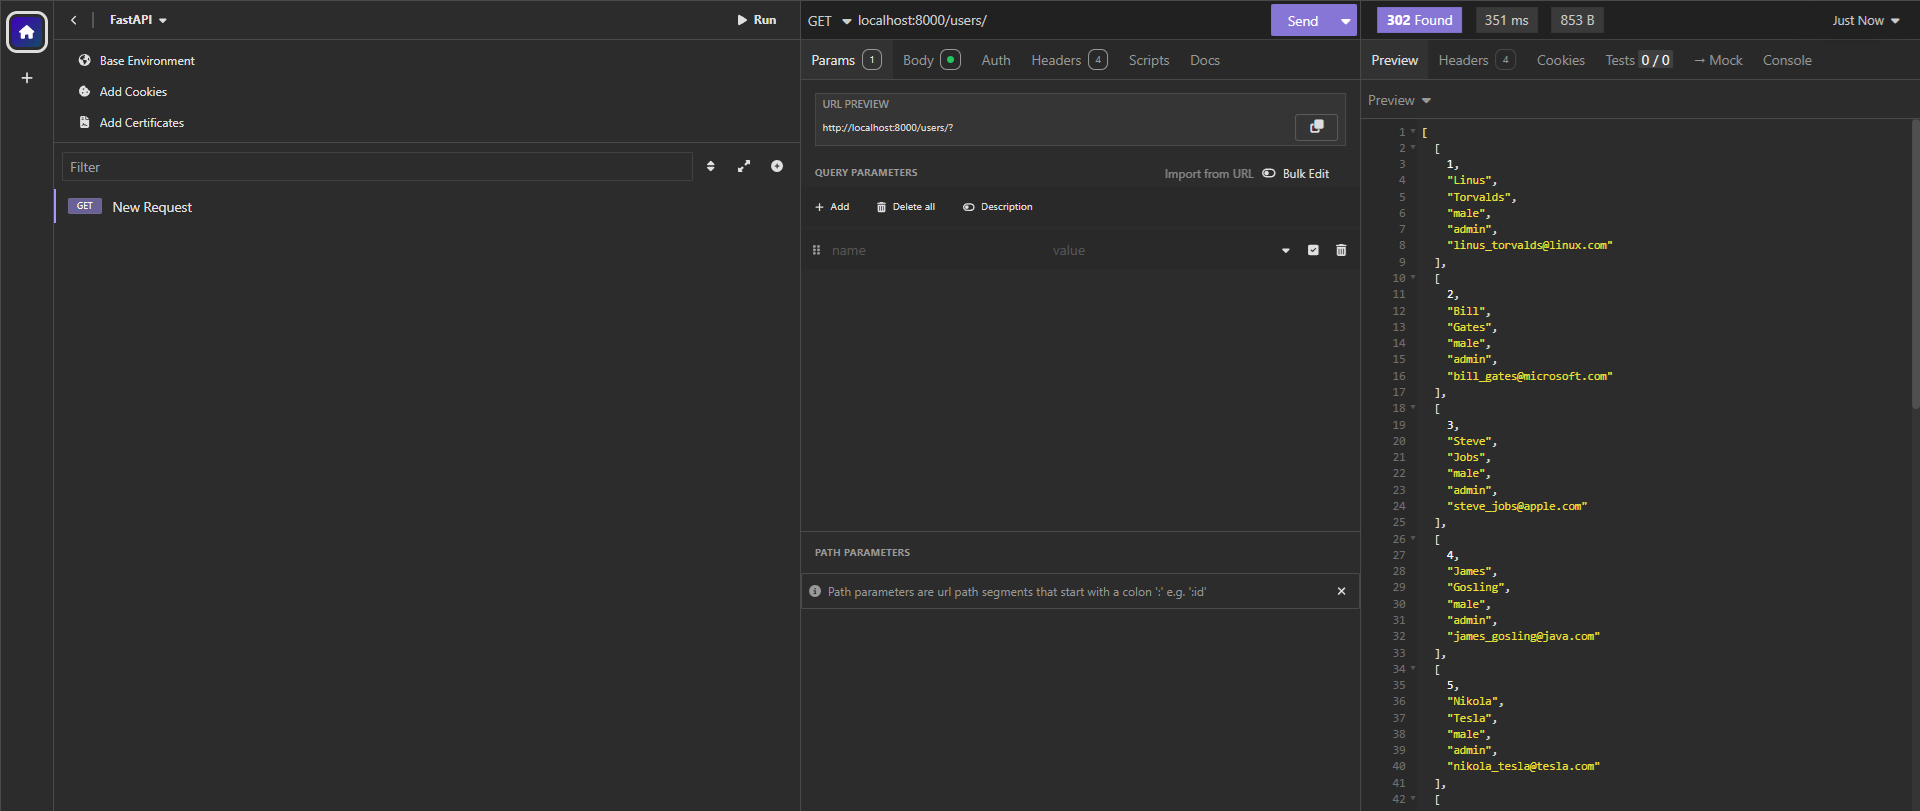 FastAPI
Run
Base Environment
Add Cookies
Add Certificates
Filter
GET New Request
GET localhost:8000/users/
Send
Params 1 Body Auth Headers 4 Scripts Docs
URL PREVIEW
http://localhost:8000/users/?
QUERY PARAMETERS Import from URL Bulk Edit
Add Delete all Description
name value
PATH PARAMETERS
Path parameters are url path segments that start with a colon ':' e.g. ':id'
302 Found 351 ms 853 B Just Now
Preview Headers 4 Cookies Tests 0 / 0 → Mock Console
Preview
1 [
2 [
3 1,
4 "Linus",
5 "Torvalds",
6 "male",
7 "admin",
8 "linus_torvalds@linux.com"
9 ],
10 [
11 2,
12 "Bill",
13 "Gates",
14 "male",
15 "admin",
16 "bill_gates@microsoft.com"
17 ],
18 [
19 3,
20 "Steve",
21 "Jobs",
22 "male",
23 "admin",
24 "steve_jobs@apple.com"
25 ],
26 [
27 4,
28 "James",
29 "Gosling",
30 "male",
31 "admin",
32 "james_gosling@java.com"
33 ],
34 [
35 5,
36 "Nikola",
37 "Tesla",
38 "male",
39 "admin",
40 "nikola_tesla@tesla.com"
41 ],
42 [